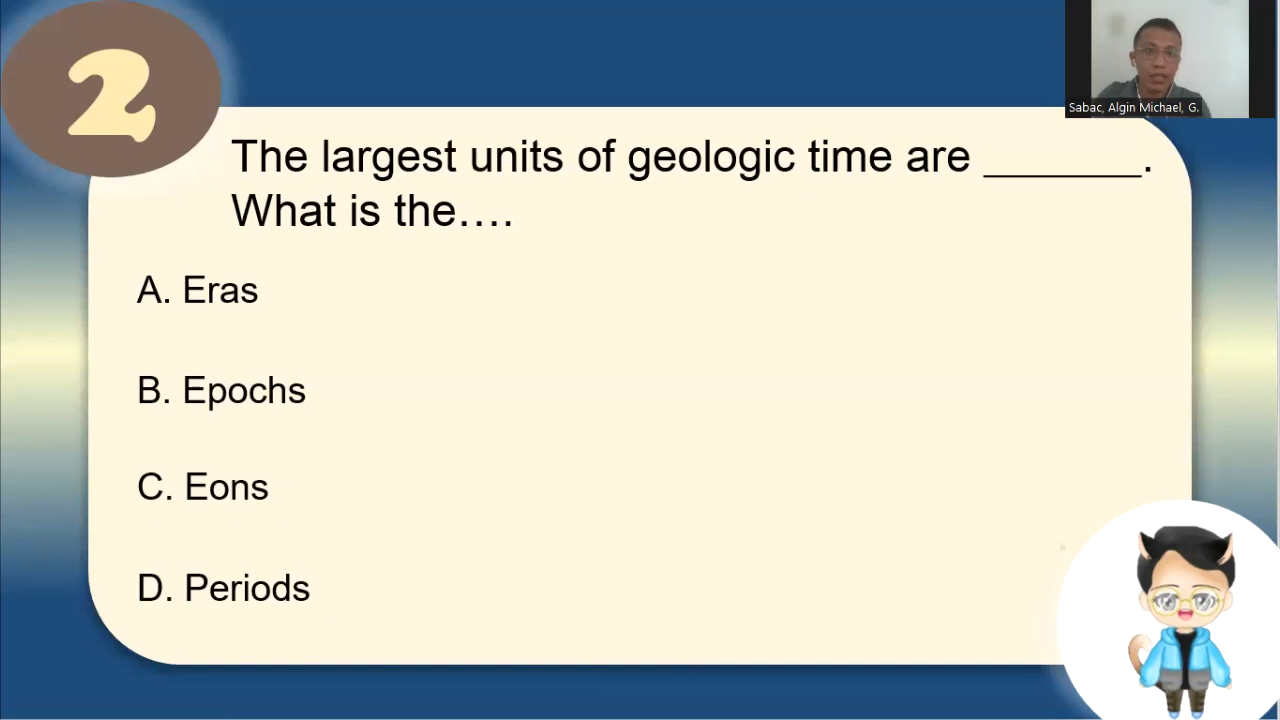 2
Sabac, Algin Michael, G.
The largest units of geologic time are _______.
What is the….
A. Eras
B. Epochs
C. Eons
D. Periods